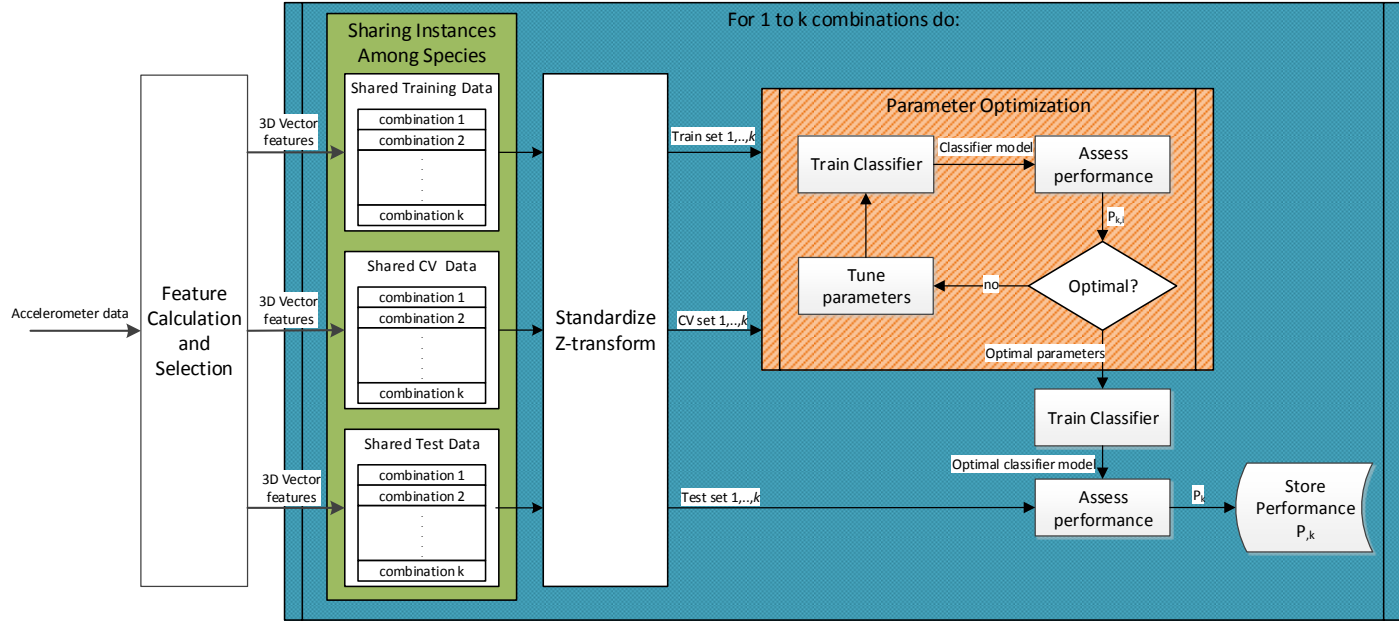 For 1 to k combinations do:
Sharing Instances
Among Species
Shared Training Data
combination 1
combination 2
combination k
Shared CV Data
combination 1
combination 2
combination k
Shared Test Data
combination 1
combination 2
combination k
Accelerometer data
Feature
Calculation
and
Selection
3D Vector
features
3D Vector
features
3D Vector
features
Standardize
Z-transform
Train set 1,..,k
CV set 1,..,k
Test set 1,..,k
Parameter Optimization
Train Classifier
Classifier model
Assess
performance
Pk,i
Optimal?
no
Tune
parameters
Optimal parameters
Train Classifier
Optimal classifier model
Assess
performance
Pk
Store
Performance
P,k